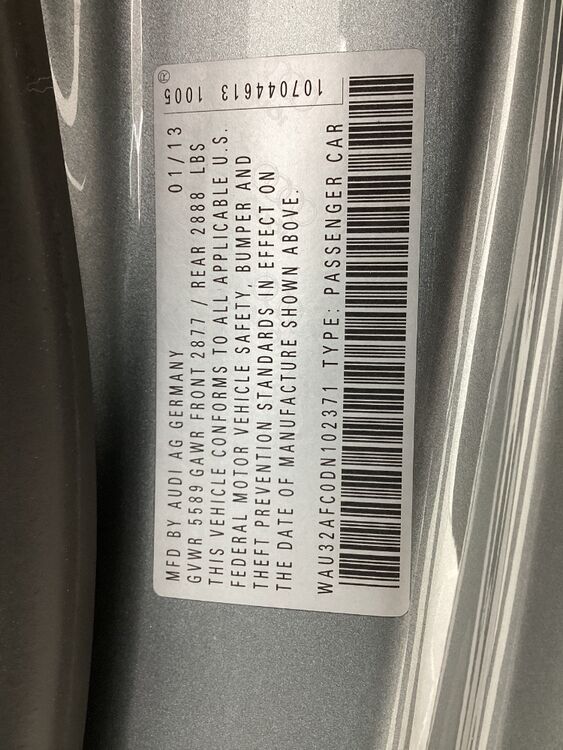 MFD BY AUDI AG GERMANY 01/13 ®
GVWR 5589 GAWR FRONT 2877 / REAR 2888 LBS
THIS VEHICLE CONFORMS TO ALL APPLICABLE U.S.
FEDERAL MOTOR VEHICLE SAFETY, BUMPER AND
THEFT PREVENTION STANDARDS IN EFFECT ON
THE DATE OF MANUFACTURE SHOWN ABOVE.
WAU32AFC0DN102371 TYPE: PASSENGER CAR
107044613 1005